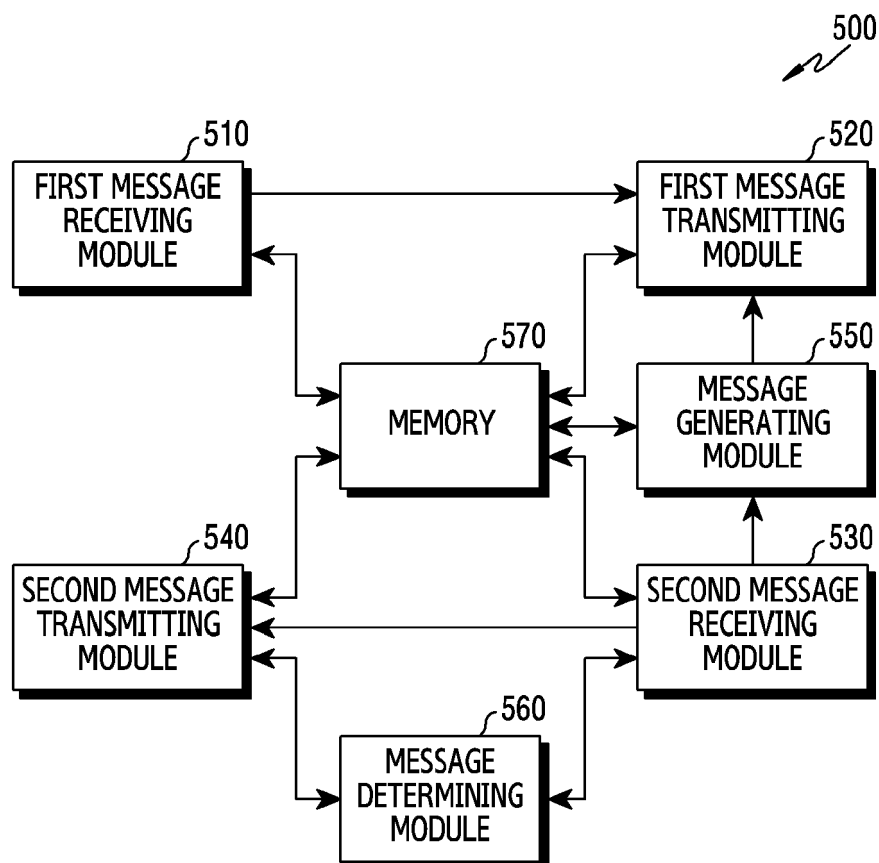 500
510
FIRST MESSAGE
RECEIVING
MODULE
520
FIRST MESSAGE
TRANSMITTING
MODULE
570
MEMORY
550
MESSAGE
GENERATING
MODULE
540
SECOND MESSAGE
TRANSMITTING
MODULE
530
SECOND MESSAGE
RECEIVING
MODULE
560
MESSAGE
DETERMINING
MODULE